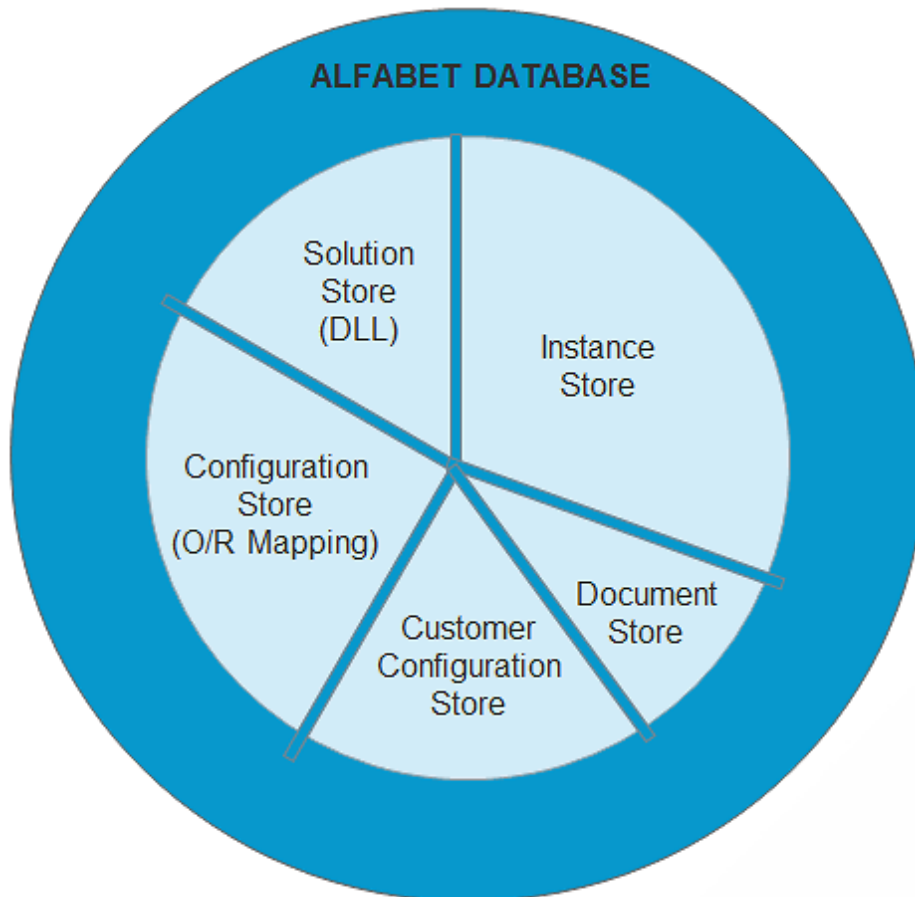 ALFABET DATABASE
Solution
Store
(DLL)
Instance
Store
Configuration
Store
(O/R Mapping)
Document
Store
Customer
Configuration
Store